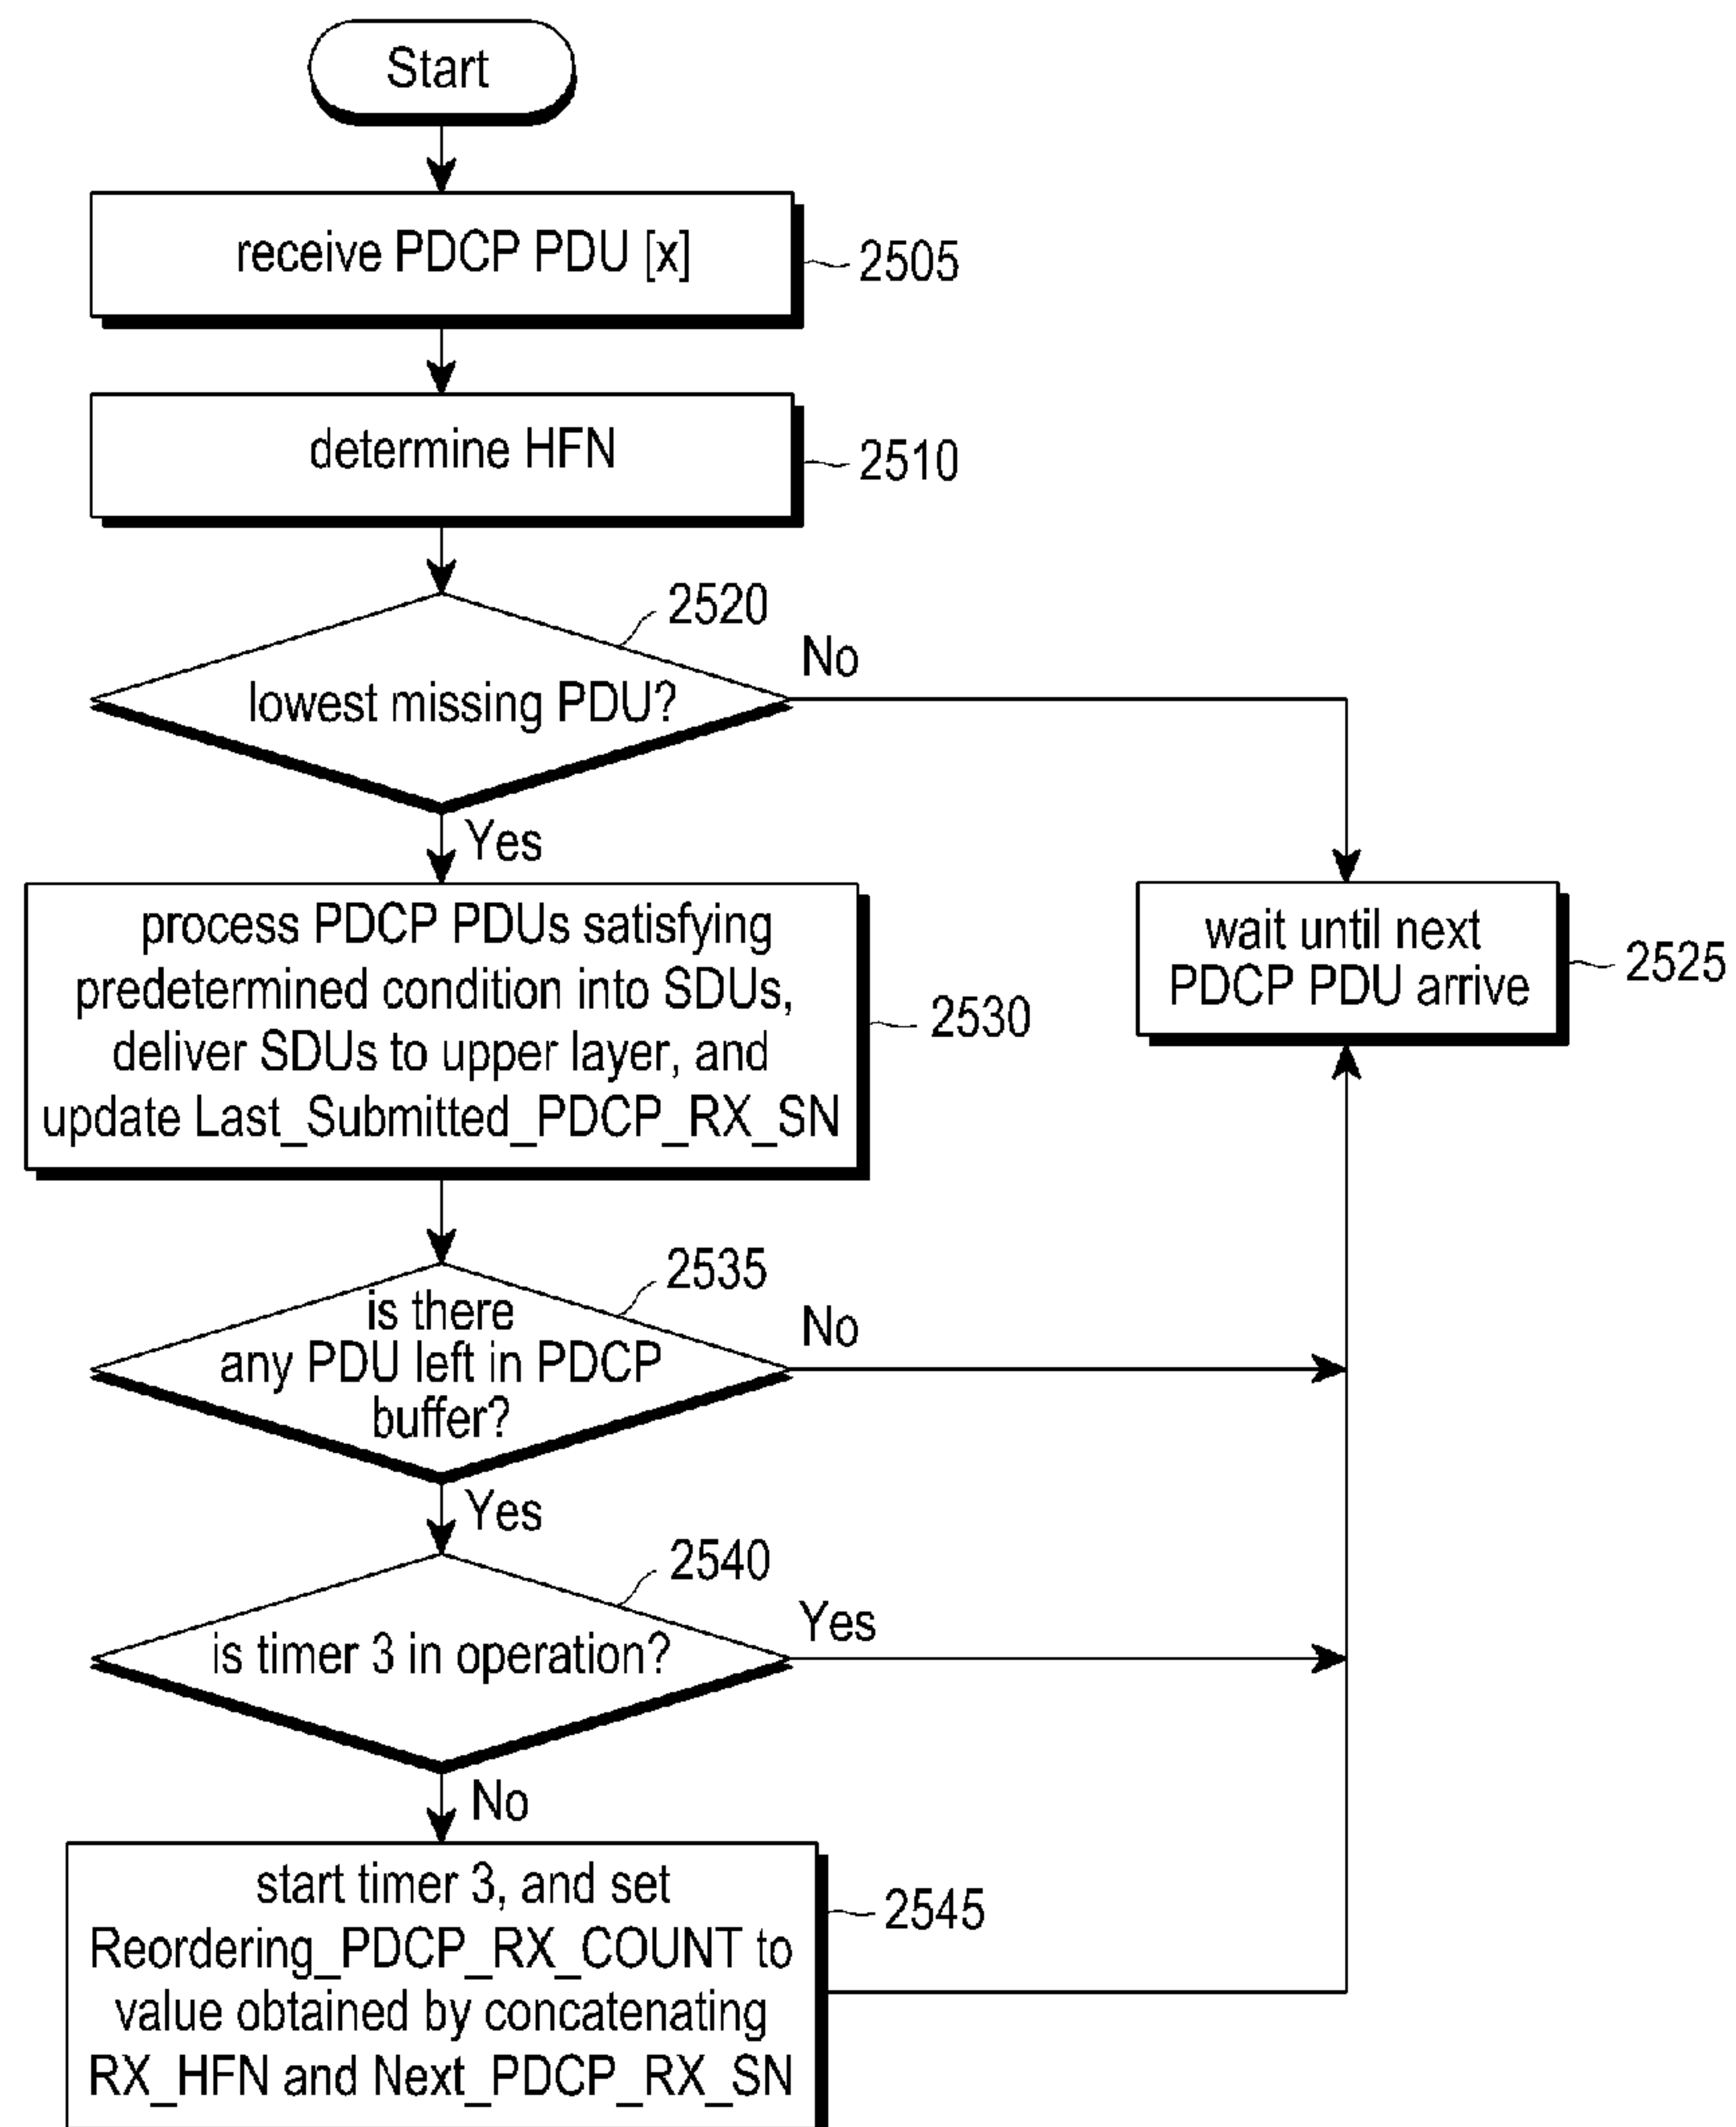 Start
receive PDCP PDU [x]
2505
determine HFN
2510
2520
lowest missing PDU?
No
Yes
process PDCP PDUs satisfying
predetermined condition into SDUs,
deliver SDUs to upper layer, and
update Last_Submitted_PDCP_RX_SN
2530
wait until next
PDCP PDU arrive
2525
2535
is there
any PDU left in PDCP
buffer?
No
Yes
2540
is timer 3 in operation?
Yes
No
start timer 3, and set
Reordering_PDCP_RX_COUNT to
value obtained by concatenating
RX_HFN and Next_PDCP_RX_SN
2545